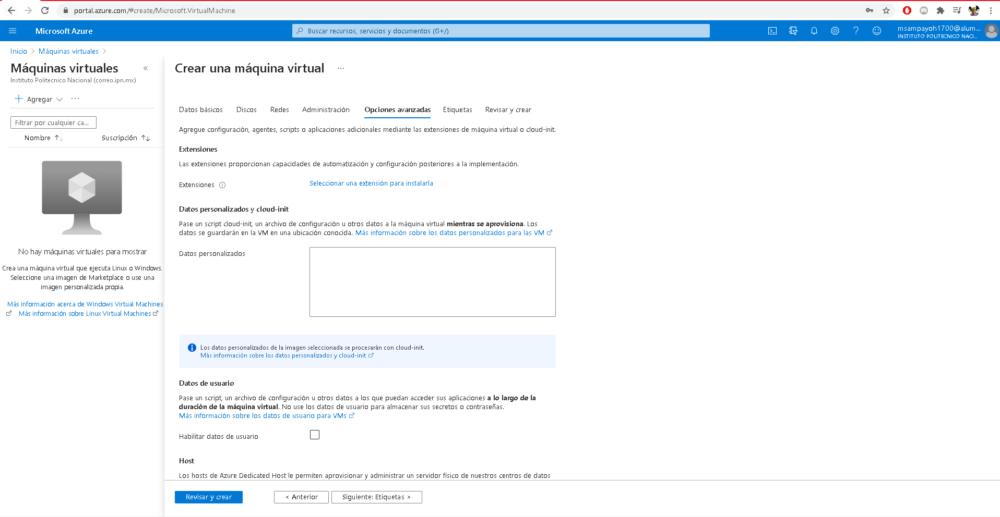 portal.azure.com/#create/Microsoft.VirtualMachine
Microsoft Azure
Buscar recursos, servicios y documentos (G+/)
msampayoh1700@alum...
INSTITUTO POLITECNICO NACI...
Inicio > Máquinas virtuales >
Máquinas virtuales «
Instituto Politecnico Nacional (correo.ipn.mx)
+ Agregar ...
Filtrar por cualquier ca...
Nombre ↑↓ Suscripción ↑↓
No hay máquinas virtuales para mostrar
Crea una máquina virtual que ejecuta Linux o Windows.
Seleccione una imagen de Marketplace o use una
imagen personalizada propia.
Más información acerca de Windows Virtual Machines
Más información sobre Linux Virtual Machines
Crear una máquina virtual ...
Datos básicos Discos Redes Administración Opciones avanzadas Etiquetas Revisar y crear
Agregue configuración, agentes, scripts o aplicaciones adicionales mediante las extensiones de máquina virtual o cloud-init.
Extensiones
Las extensiones proporcionan capacidades de automatización y configuración posteriores a la implementación.
Extensiones Seleccionar una extensión para instalarla
Datos personalizados y cloud-init
Pase un script cloud-init, un archivo de configuración u otros datos a la máquina virtual mientras se aprovisiona. Los
datos se guardarán en la VM en una ubicación conocida. Más información sobre los datos personalizados para las VM
Datos personalizados
Los datos personalizados de la imagen seleccionada se procesarán con cloud-init.
Más información sobre los datos personalizados y cloud-init
Datos de usuario
Pase un script, un archivo de configuración u otros datos a los que puedan acceder sus aplicaciones a lo largo de la
duración de la máquina virtual. No use los datos de usuario para almacenar sus secretos o contraseñas.
Más información sobre los datos de usuario para VMs
Habilitar datos de usuario
Host
Los hosts de Azure Dedicated Host le permiten aprovisionar y administrar un servidor físico de nuestros centros de datos
Revisar y crear < Anterior Siguiente: Etiquetas >